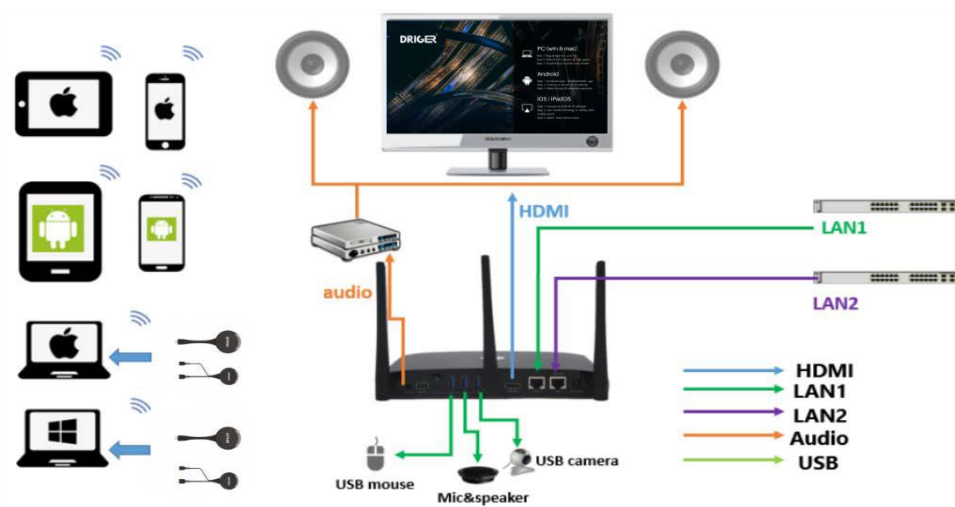 DRIGER
PC (win & mac)
Android
iOS / iPadOS
HDMI
LAN1
LAN2
audio
USB mouse
Mic&speaker
USB camera
HDMI
LAN1
LAN2
Audio
USB